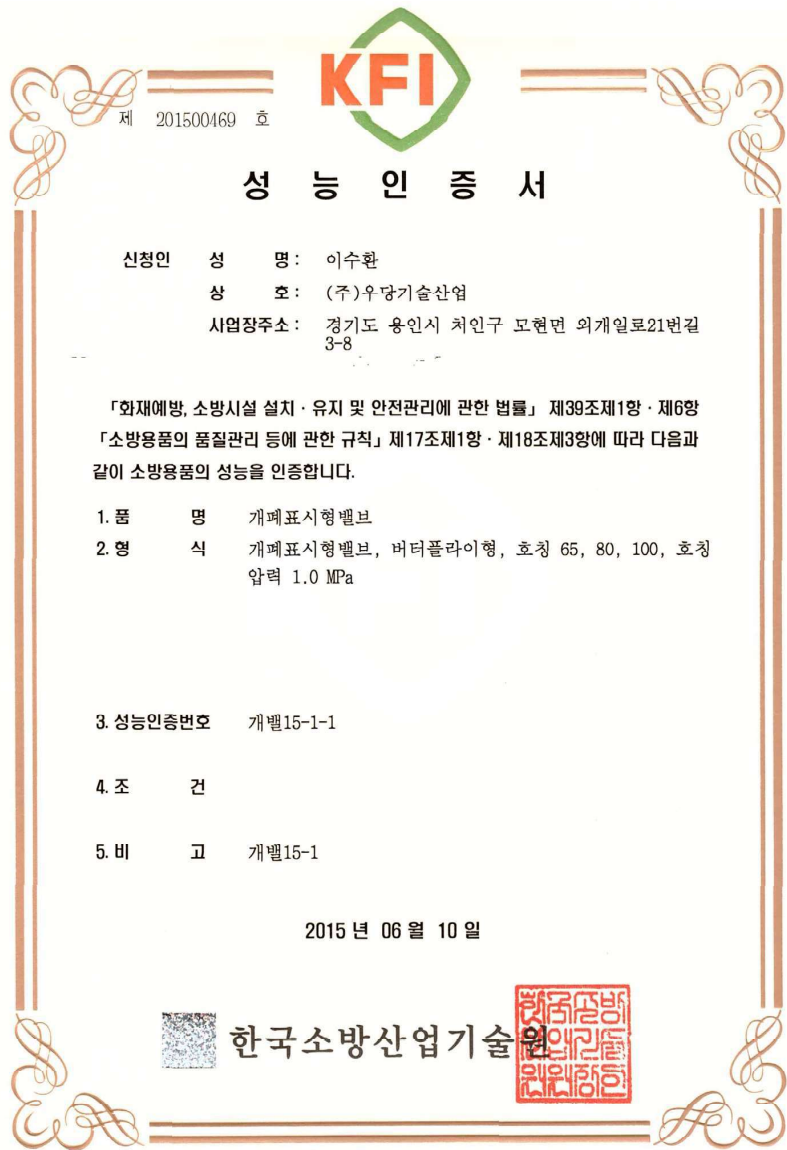 KFI
제 201500469 호
성 능 인 증 서
신청인 성 명 : 이수환
상 호 : (주)우당기술산업
사업장주소 : 경기도 용인시 처인구 모현면 외개일로21번길
3-8
「화재예방, 소방시설 설치ㆍ유지 및 안전관리에 관한 법률」 제39조제1항ㆍ제6항
「소방용품의 품질관리 등에 관한 규칙」제17조제1항ㆍ제18조제3항에 따라 다음과
같이 소방용품의 성능을 인증합니다.
1. 품 명 개폐표시형밸브
2. 형 식 개폐표시형밸브, 버터플라이형, 호칭 65, 80, 100, 호칭
압력 1.0 MPa
3. 성능인증번호 개밸15-1-1
4. 조 건
5. 비 고 개밸15-1
2015 년 06 월 10 일
한국소방산업기술원